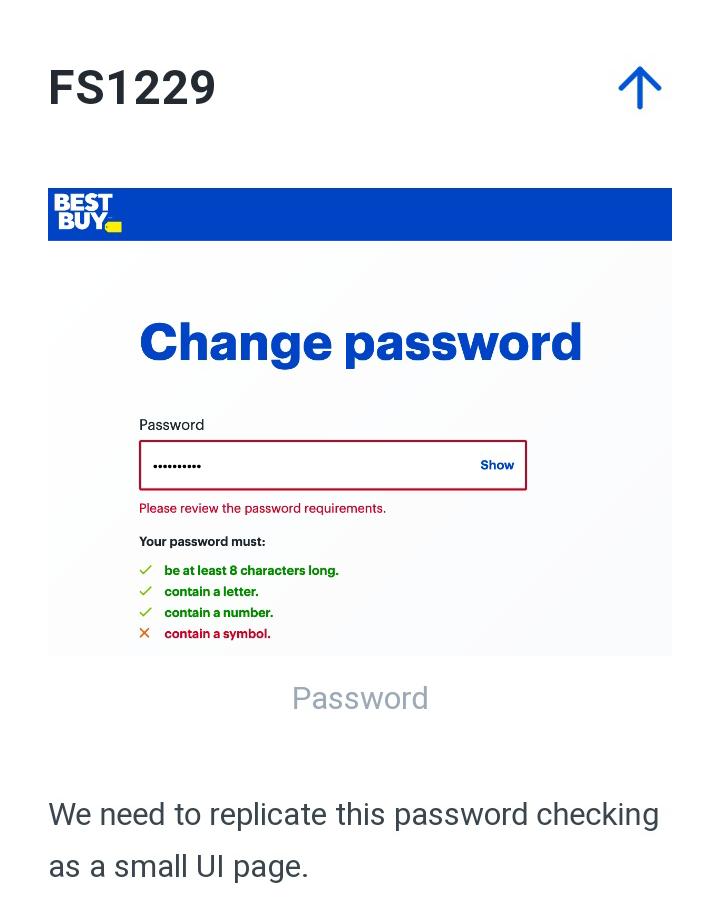 FS1229
BEST
BUY
Change password
Password
••••••••••
Show
Please review the password requirements.
Your password must:
be at least 8 characters long.
contain a letter.
contain a number.
contain a symbol.
Password
We need to replicate this password checking
as a small UI page.